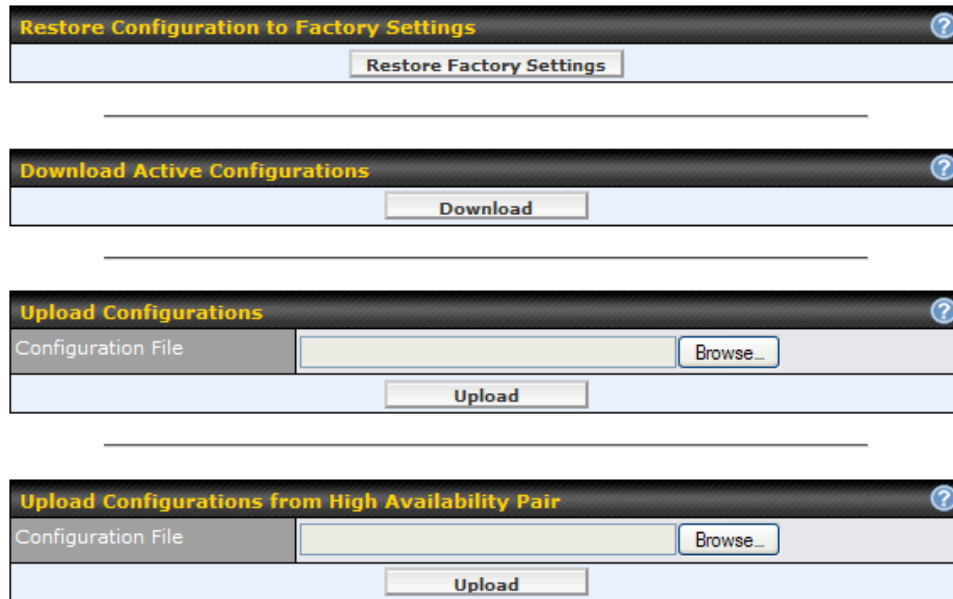 Restore Configuration to Factory Settings
?
Restore Factory Settings
Download Active Configurations
?
Download
Upload Configurations
?
Configuration File
Browse...
Upload
Upload Configurations from High Availability Pair
?
Configuration File
Browse...
Upload